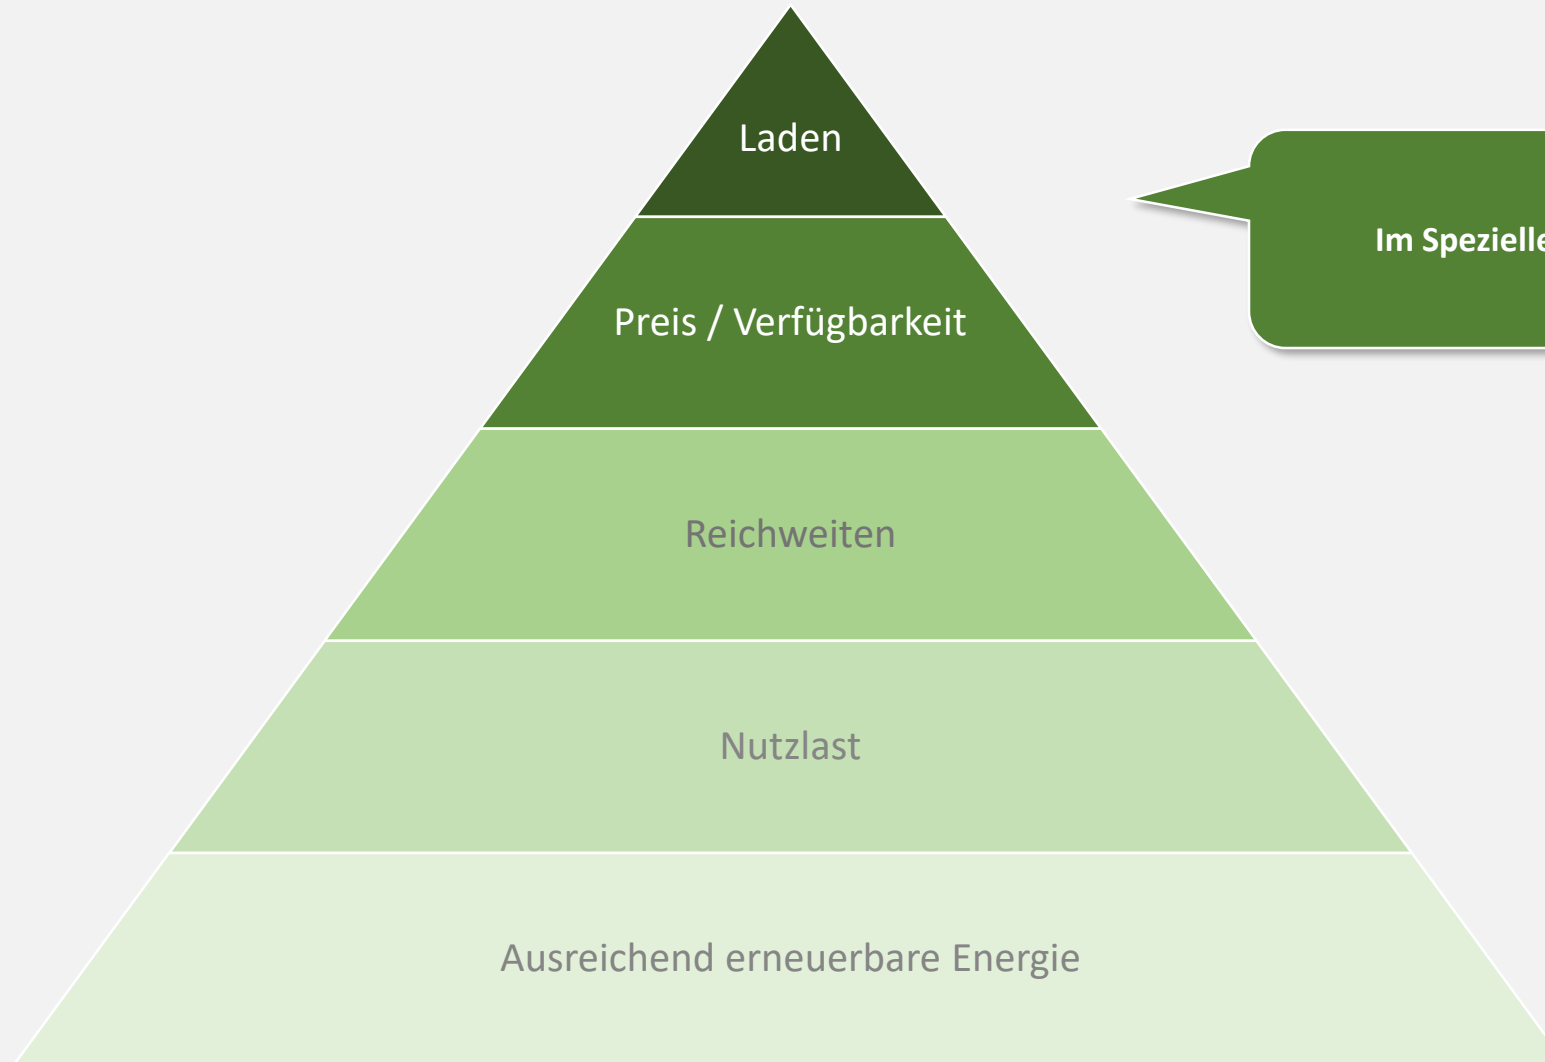 Laden
Im
Preis / Verfügbarkeit
Reichweiten
Nutzlast
Ausreichend erneuerbare Energie